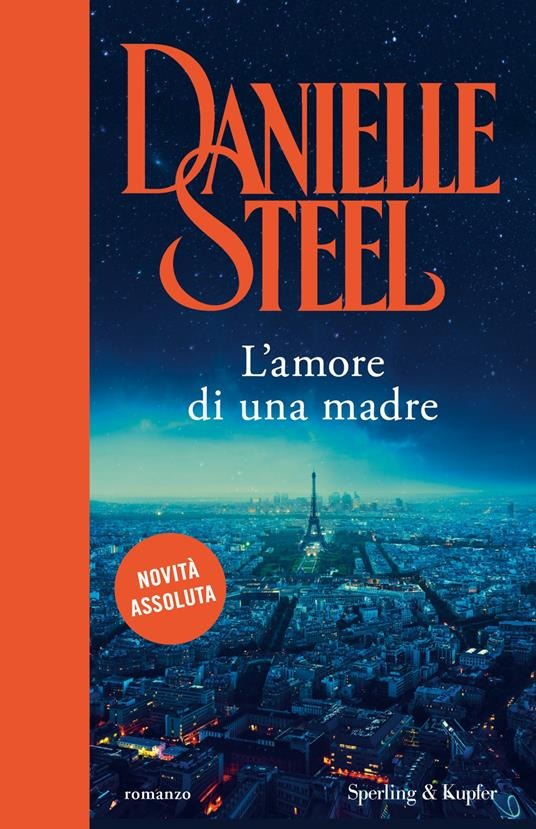 DANIELLE
STEEL
L'amore
di una madre
NOVITÀ
ASSOLUTA
romanzo
Sperling & Kupfer